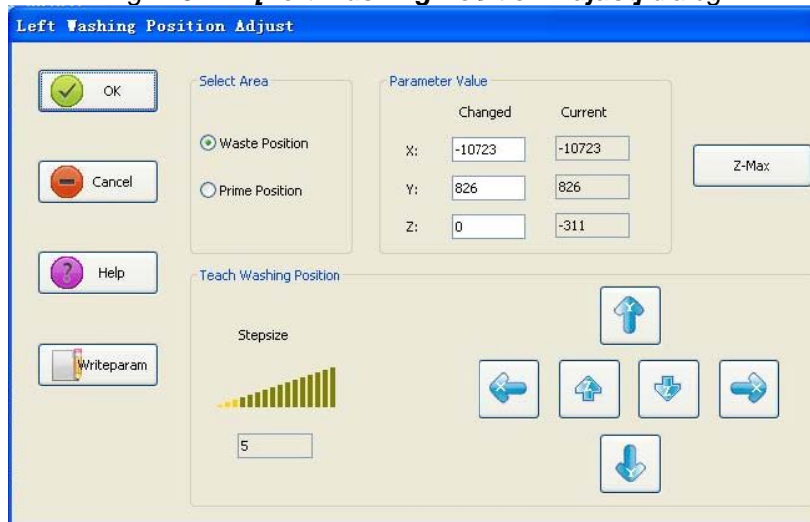 Left Washing Position Adjust
OK
Cancel
Help
Writeparam
Select Area
Waste Position
Prime Position
Parameter Value
Changed Current
X: -10723 -10723
Y: 826 826
Z: 0 -311
Z-Max
Teach Washing Position
Stepsize
5
Y
X Z Z X
Y